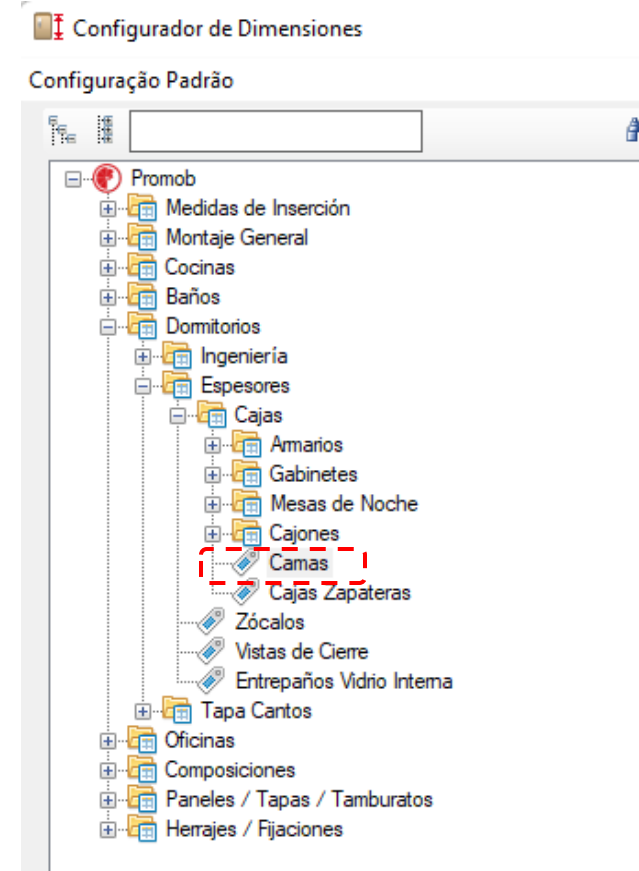 Configurador de Dimensiones
Configuração Padrão
Promob
Medidas de Inserción
Montaje General
Cocinas
Baños
Dormitorios
Ingeniería
Espesores
Cajas
Armarios
Gabinetes
Mesas de Noche
Cajones
Camas
Cajas Zapateras
Zócalos
Vistas de Cierre
Entrepaños Vidrio Interna
Tapa Cantos
Oficinas
Composiciones
Paneles / Tapas / Tamburatos
Herrajes / Fijaciones